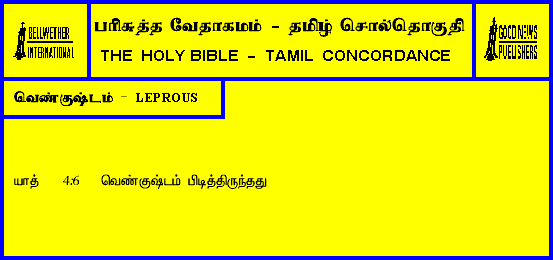 BELLWETHER
INTERNATIONAL
பரிசுத்த வேதாகமம் - தமிழ் சொல்தொகுதி
THE HOLY BIBLE - TAMIL CONCORDANCE
GOOD NEWS
PUBLISHERS
வெண்குஷ்டம் - LEPROUS
யாத் 4:6 வெண்குஷ்டம் பிடித்திருந்தது